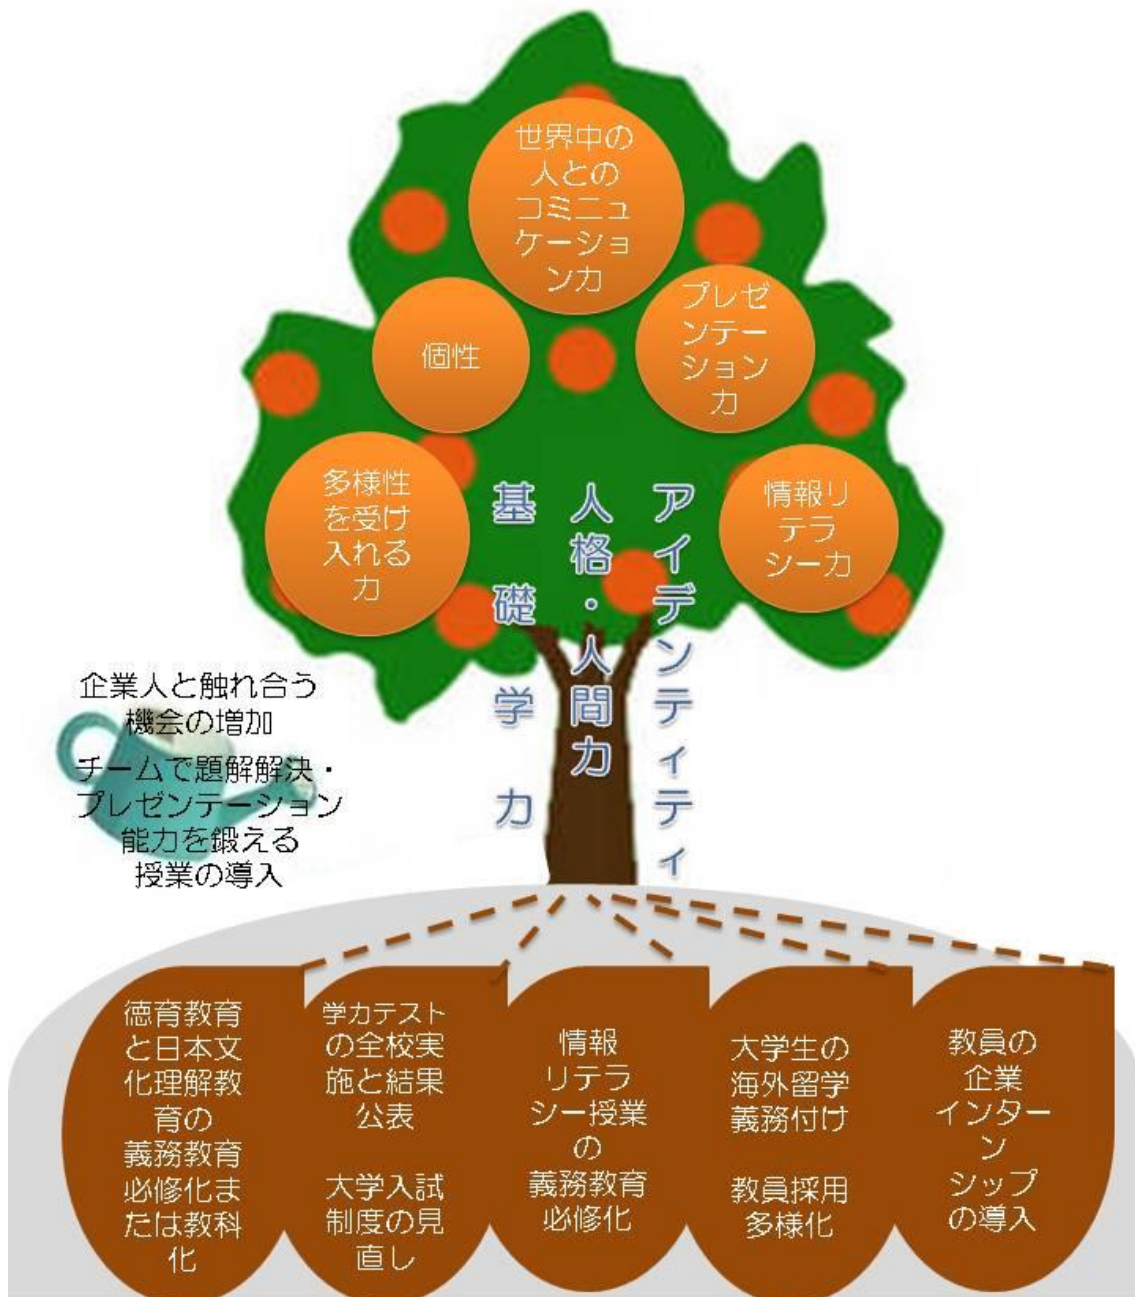 世界中の
人との
コミニュ
ケーショ
ン力
個性
プレゼ
ンテー
ション
力
多様性
を受け
入れる
力
情報リ
テラ
シー力
基礎学力
人格・人間力
アイデンティティ
企業人と触れ合う
機会の増加
チームで題解解決・
プレゼンテーション
能力を鍛える
授業の導入
徳育教育
と日本文
化理解教
育の
義務教育
必修化ま
たは教科
化
学力テスト
の全校実
施と結果
公表
大学入試
制度の見
直し
情報
リテラ
シー授業
の
義務教育
必修化
大学生の
海外留学
義務付け
教員採用
多様化
教員の
企業
インター
ン
シップ
の導入